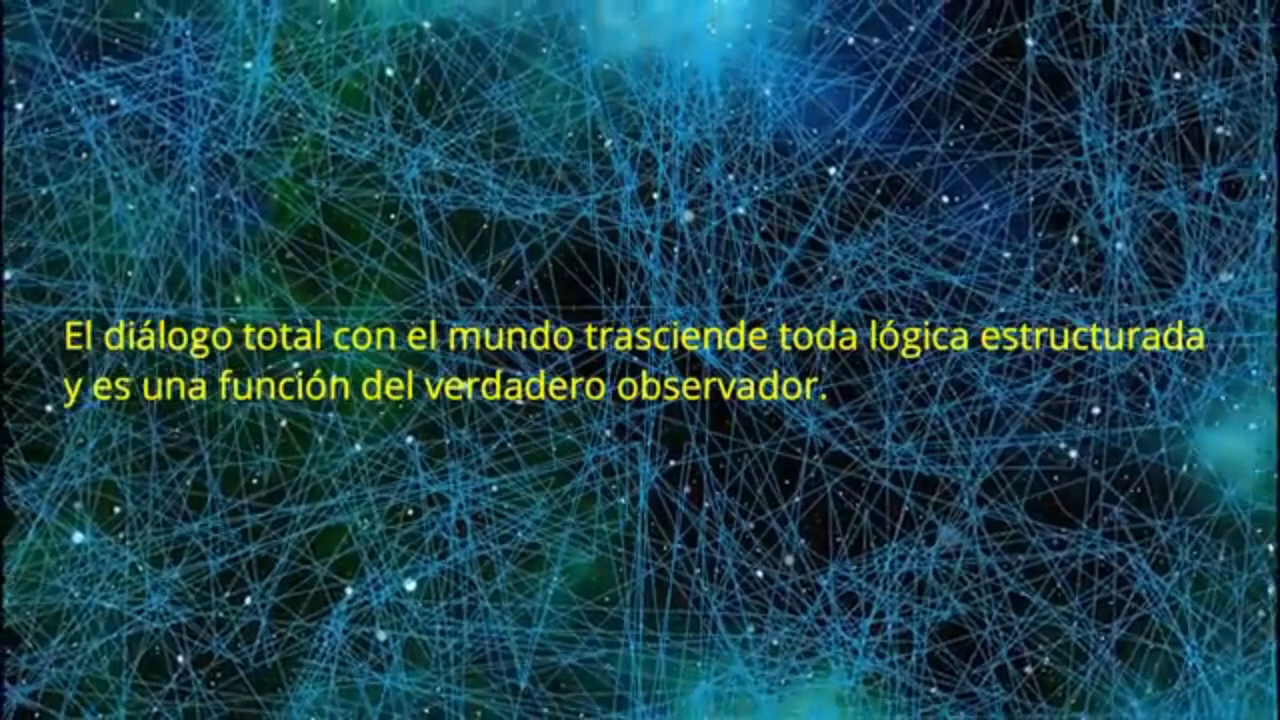 El diálogo total con el mundo trasciende toda lógica estructurada
y es una función del verdadero observador.